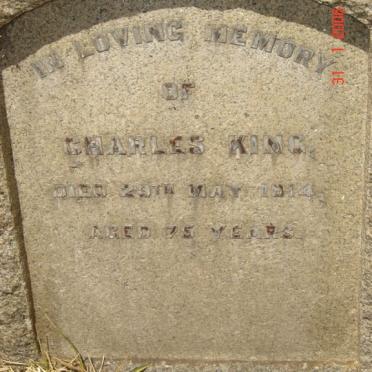 IN LOVING MEMORY
OF
CHARLES KING.
DIED 29TH MAY 1914,
AGED 75 YEARS.